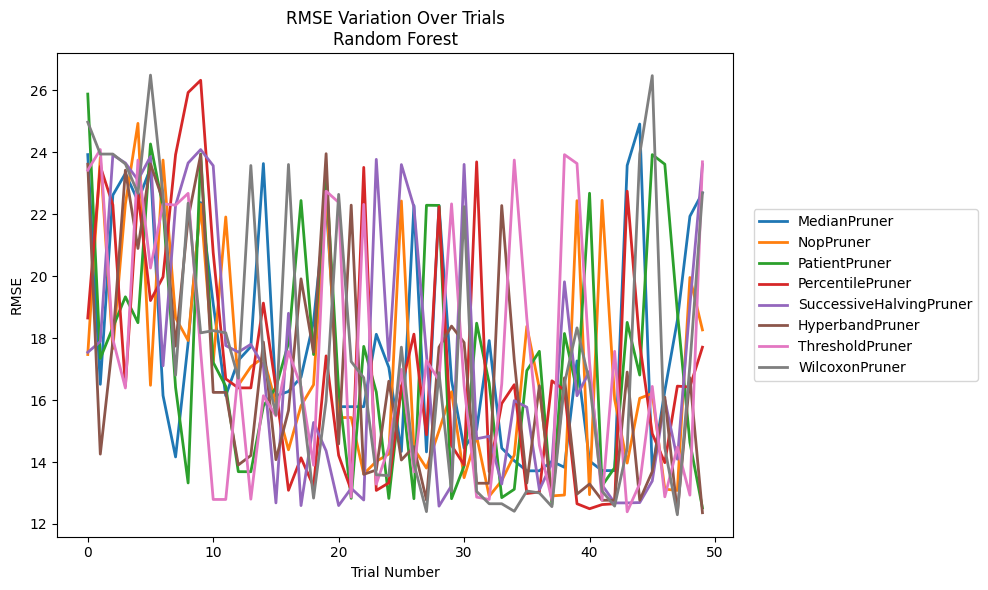 RMSE Variation Over Trials
Random Forest
RMSE
26
24
22
20
18
16
14
12
0
10
20
30
40
50
Trial Number
MedianPruner
NopPruner
PatientPruner
PercentilePruner
SuccessiveHalvingPruner
HyperbandPruner
ThresholdPruner
WilcoxonPruner